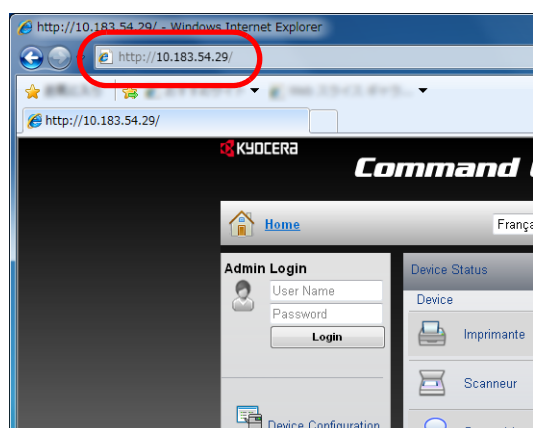 http://10.183.54.29/ - Windows Internet Explorer
http://10.183.54.29/
http://10.183.54.29/
KYOCERA
Command
Home
Admin Login
User Name
Password
Login
Device Status
Device
Imprimante
Scanneur
Device Configuration